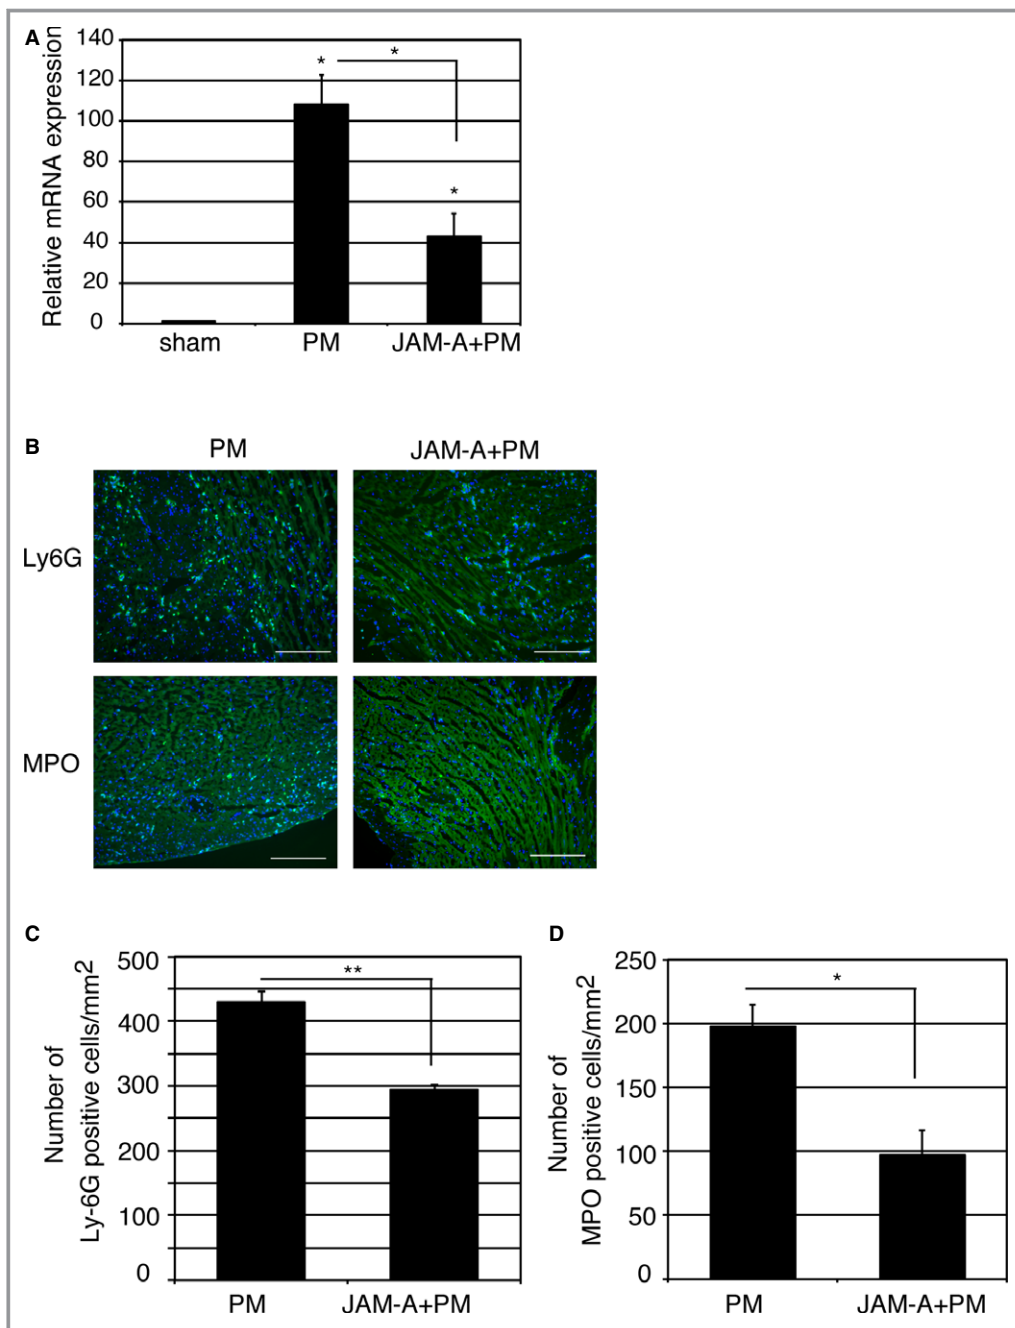 A
Relative mRNA expression
140
120
100
80
60
40
20
0
*
*
*
sham PM JAM-A+PM
B
PM JAM-A+PM
Ly6G
MPO
C
Number of
Ly-6G positive cells/mm2
500
400
300
200
100
0
**
PM JAM-A+PM
D
Number of
MPO positive cells/mm2
250
200
150
100
50
0
*
PM JAM-A+PM